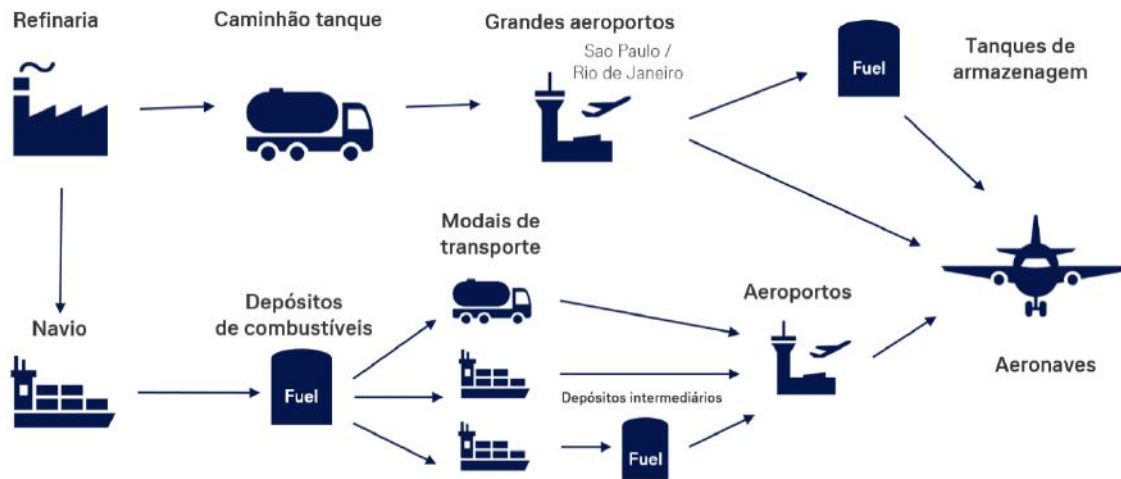 Refinaria
Caminhão tanque
Grandes aeroportos
Sao Paulo /
Rio de Janeiro
Fuel
Tanques de
armazenagem
Modais de
transporte
Navio
Depósitos
de combustíveis
Fuel
Aeroportos
Aeronaves
Depósitos intermediários
Fuel